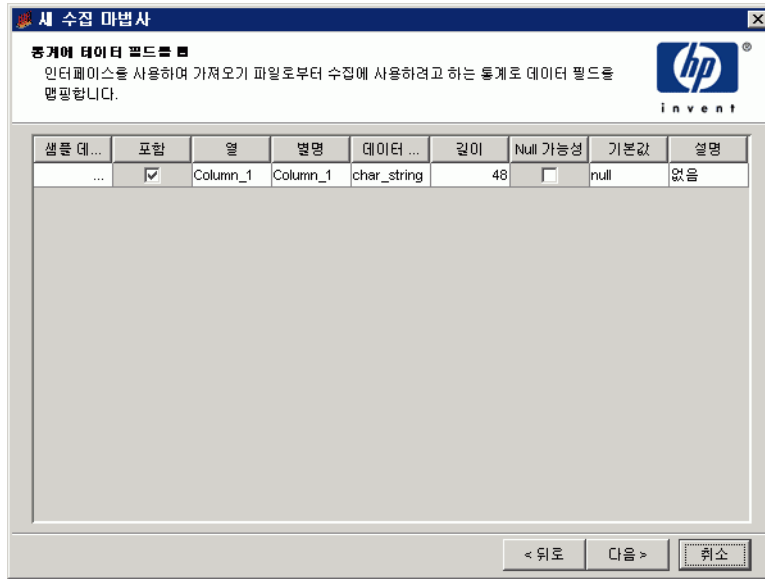 새 수집 마법사
통계에 데이터 필드를 맵
인터페이스를 사용하여 가져오기 파일로부터 수집에 사용하려고 하는 통계로 데이터 필드를
맵핑합니다.
hp
®
invent
샘플 데... 포함 열 별명 데이터 ... 길이 Null 가능성 기본값 설명
... Column_1 Column_1 char_string 48 null 없음
< 뒤로 다음 > 취소